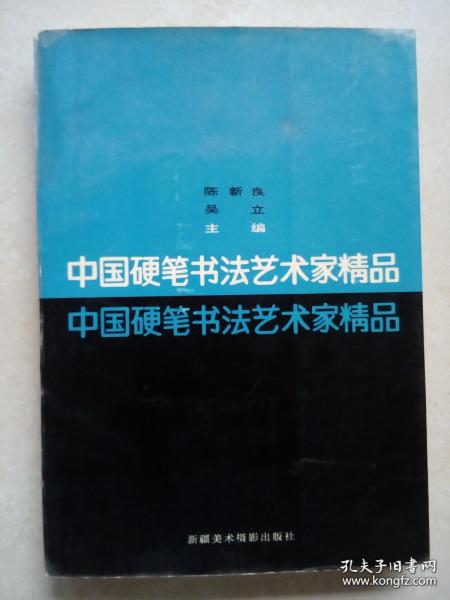 陈新良
吴立
主编
中国硬笔书法艺术家精品
中国硬笔书法艺术家精品
新疆美术摄影出版社
孔夫子旧书网
www.kongfz.com